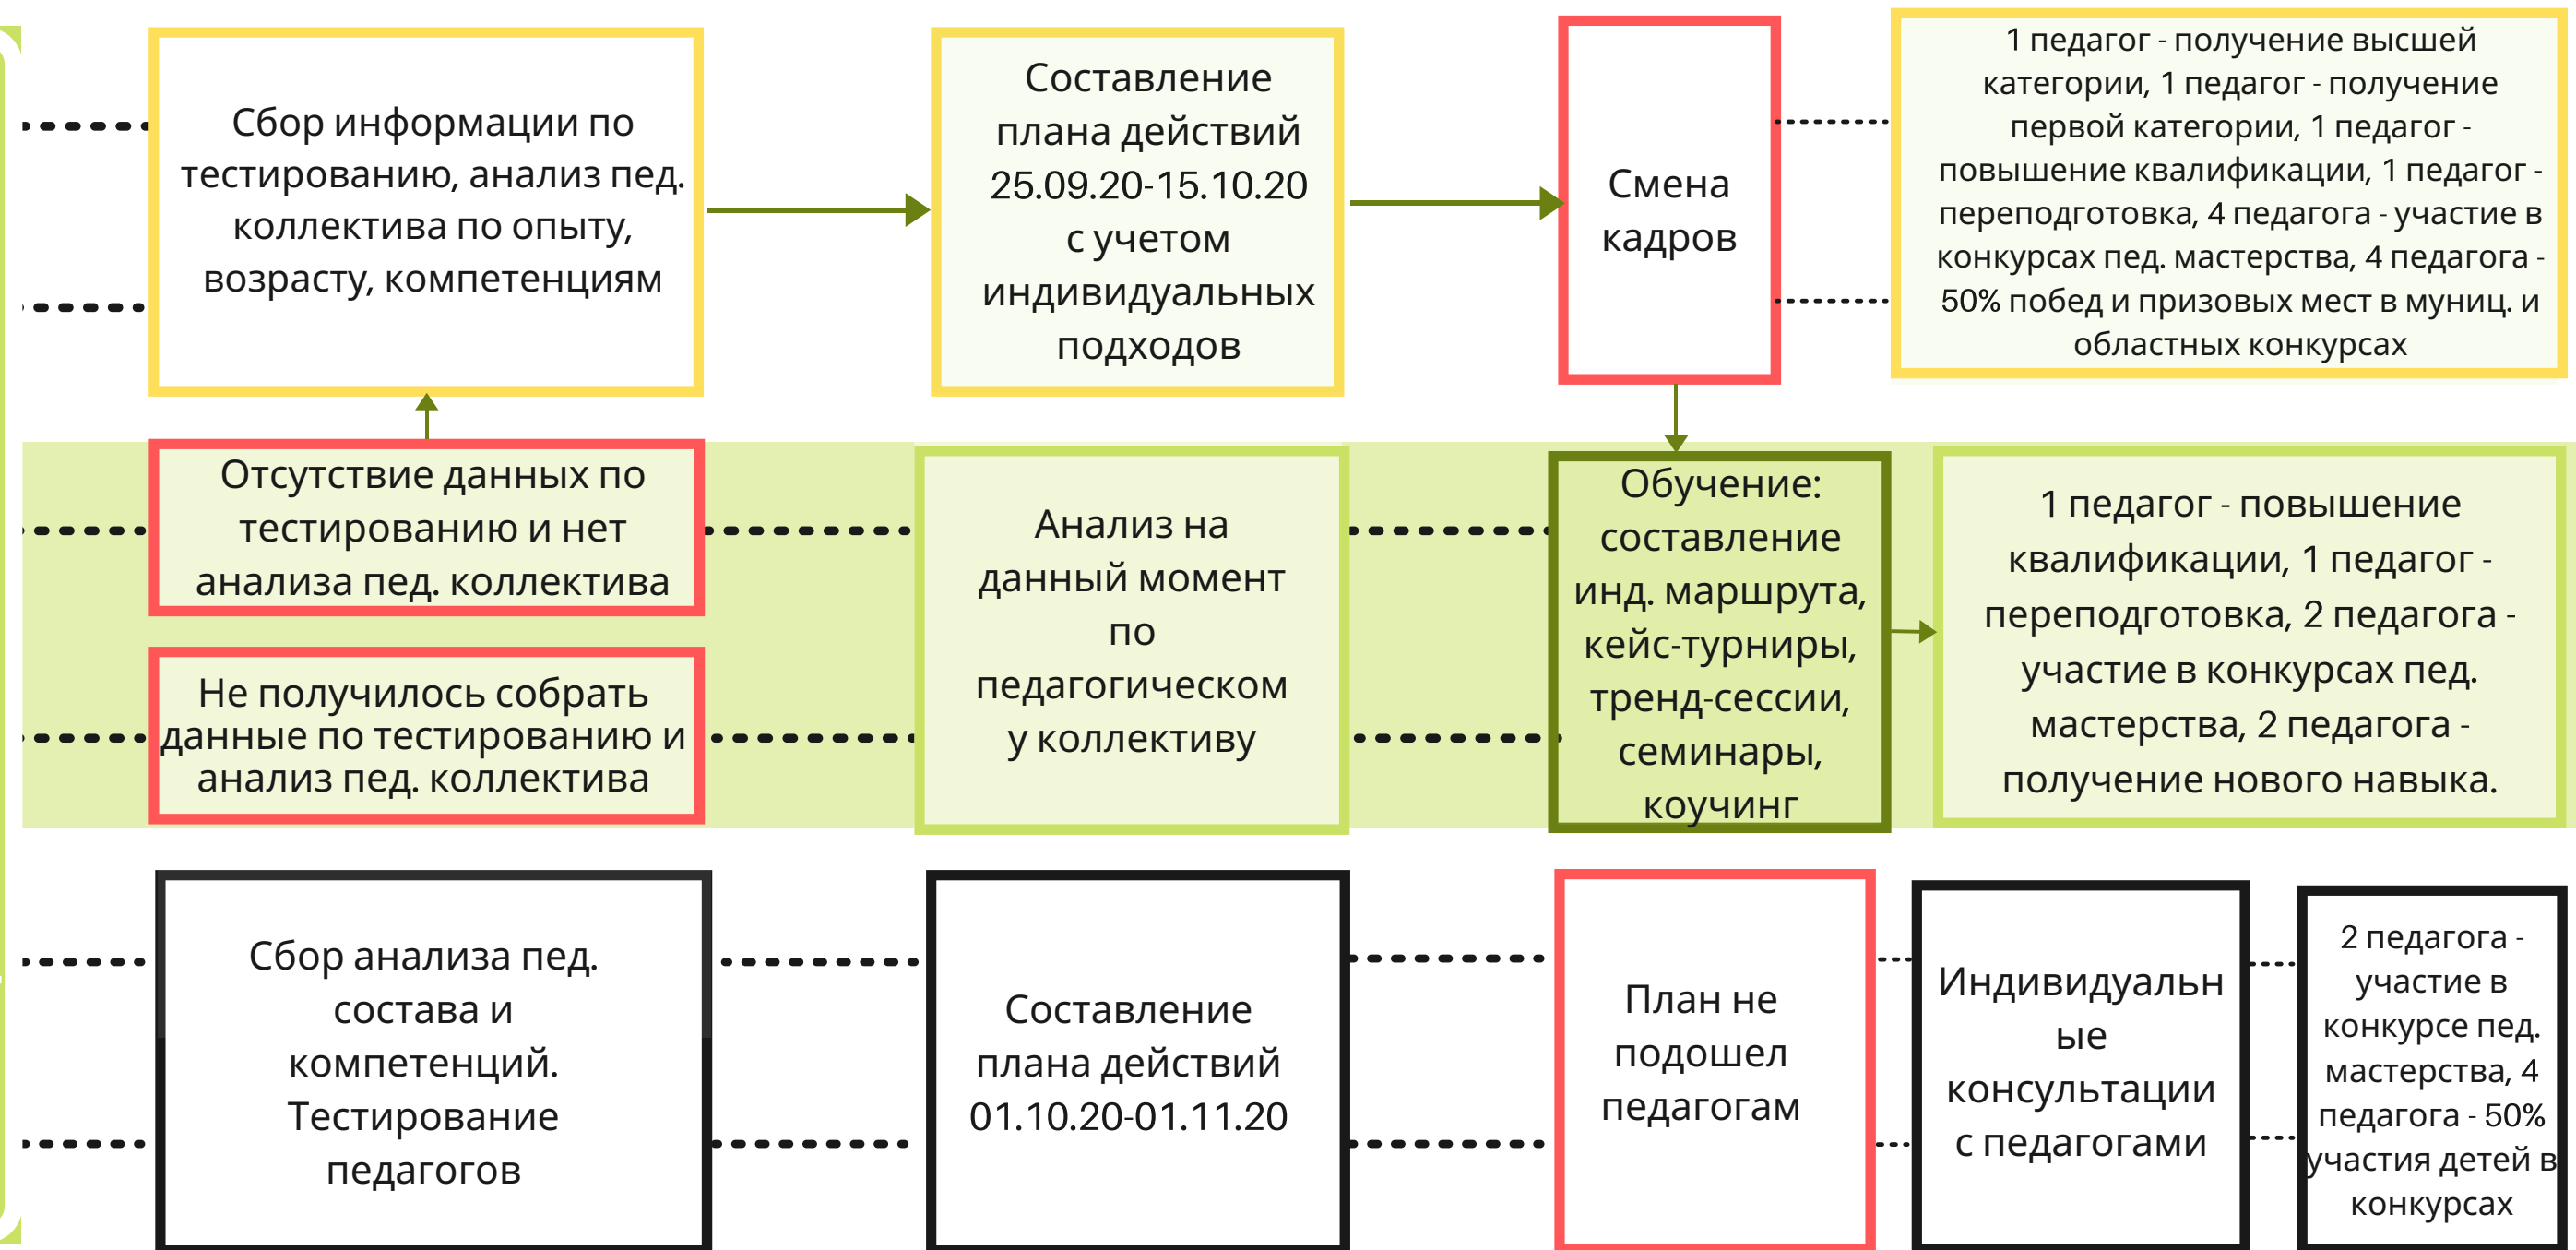 Сбор информации по
тестированию, анализ пед.
коллектива по опыту,
возрасту, компетенциям
Составление
плана действий
25.09.20-15.10.20
с учетом
индивидуальных
подходов
Смена
кадров
1 педагог - получение высшей
категории, 1 педагог - получение
первой категории, 1 педагог -
повышение квалификации, 1 педагог -
переподготовка, 4 педагога - участие в
конкурсах пед. мастерства, 4 педагога -
50% побед и призовых мест в муниц. и
областных конкурсах
Отсутствие данных по
тестированию и нет
анализа пед. коллектива
Не получилось собрать
данные по тестированию и
анализ пед. коллектива
Анализ на
данный момент
по
педагогическом
у коллективу
Обучение:
составление
инд. маршрута,
кейс-турниры,
тренд-сессии,
семинары,
коучинг
1 педагог - повышение
квалификации, 1 педагог -
переподготовка, 2 педагога -
участие в конкурсах пед.
мастерства, 2 педагога -
получение нового навыка.
Сбор анализа пед.
состава и
компетенций.
Тестирование
педагогов
Составление
плана действий
01.10.20-01.11.20
План не
подошел
педагогам
Индивидуальн
ые
консультации
с педагогами
2 педагога -
участие в
конкурсе пед.
мастерства, 4
педагога - 50%
участия детей в
конкурсах